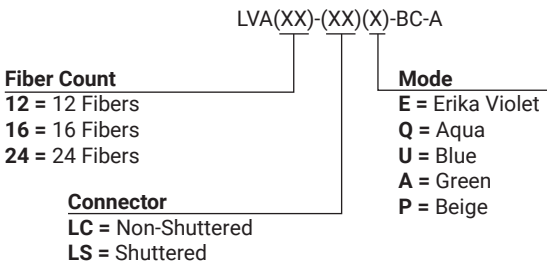 LVA(XX)-(XX)(X)-BC-A
Fiber Count
12 = 12 Fibers
16 = 16 Fibers
24 = 24 Fibers
Connector
LC = Non-Shuttered
LS = Shuttered
Mode
E = Erika Violet
Q = Aqua
U = Blue
A = Green
P = Beige